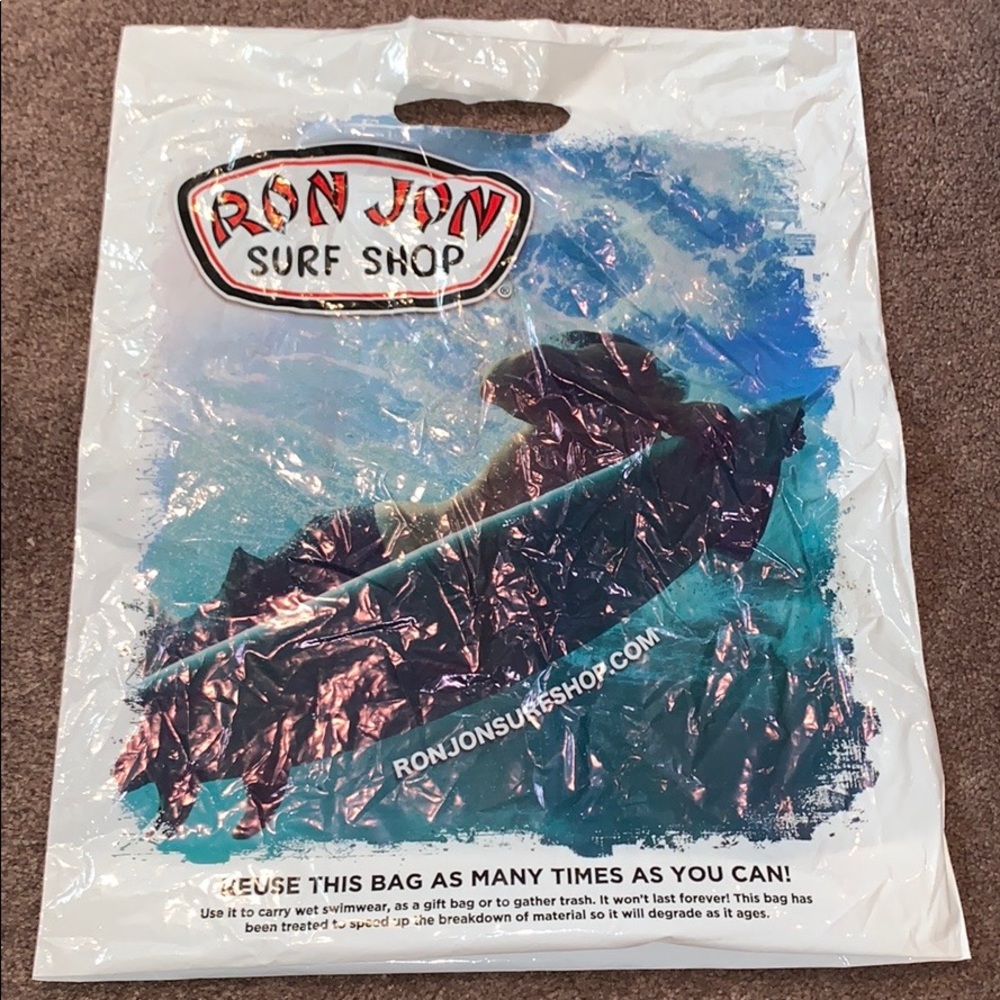 RON JON
SURF SHOP
®
RONJONSURFSHOP.COM
REUSE THIS BAG AS MANY TIMES AS YOU CAN!
Use it to carry wet swimwear, as a gift bag or to gather trash. It won't last forever! This bag has
been treated to speed up the breakdown of material so it will degrade as it ages.